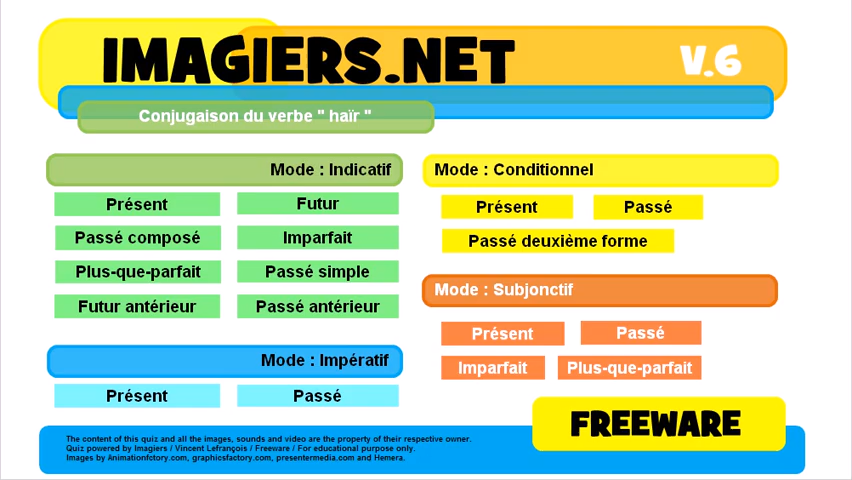 IMAGIERS.NET
V.6
Conjugaison du verbe " haïr "
Mode : Indicatif
Présent
Futur
Passé composé
Imparfait
Plus-que-parfait
Passé simple
Futur antérieur
Passé antérieur
Mode : Impératif
Présent
Passé
Mode : Conditionnel
Présent
Passé
Passé deuxième forme
Mode : Subjonctif
Présent
Passé
Imparfait
Plus-que-parfait
FREEWARE
The content of this quiz and all the images, sounds and video are the property of their respective owner.
Quiz powered by Imagiers / Vincent Lefrançois / Freeware / For educational purpose only.
Images by Animationfctory.com, graphicsfactory.com, presentermedia.com and Hemera.